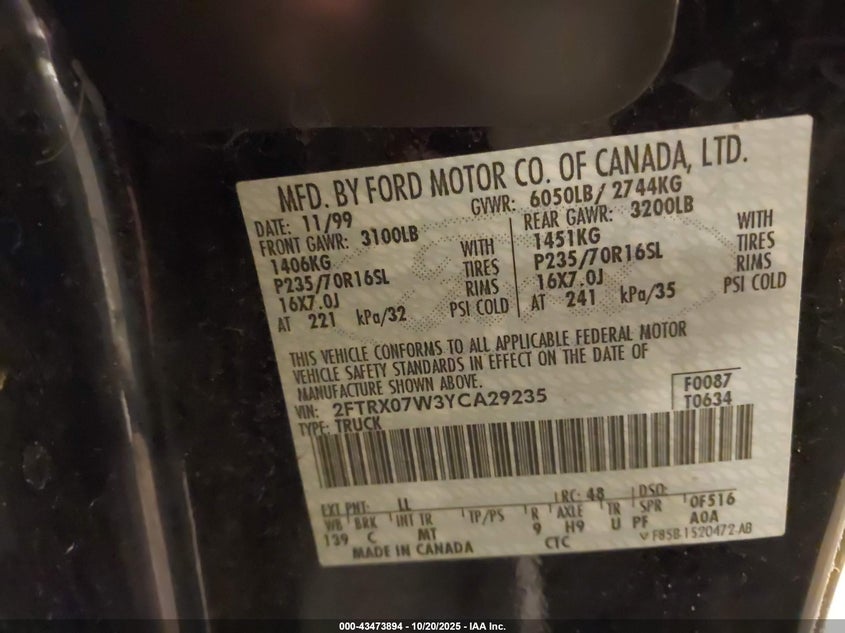 MFD. BY FORD MOTOR CO. OF CANADA, LTD.
DATE: 11/99 GVWR: 6050LB/ 2744KG
FRONT GAWR: 3100LB REAR GAWR: 3200LB
1406KG WITH 1451KG WITH
P235/70R16SL TIRES P235/70R16SL TIRES
16X7.0J RIMS 16X7.0J RIMS
AT 221 kPa/32 PSI COLD AT 241 kPa/35 PSI COLD
THIS VEHICLE CONFORMS TO ALL APPLICABLE FEDERAL MOTOR
VEHICLE SAFETY STANDARDS IN EFFECT ON THE DATE OF
MANUFACTURE SHOWN ABOVE.
VIN: 2FTRX07W3YCA29235 F0087
TYPE: TRUCK T0634
EXT PNT: LL RC: 48 DSO:
WB BRK INT TR TP/PS R AXLE TR SPR 0F516
139 C MT 9 H9 U PF A0A
MADE IN CANADA CTC F85B-1520472-AB
000-43473894 - 10/20/2025 - IAA Inc.